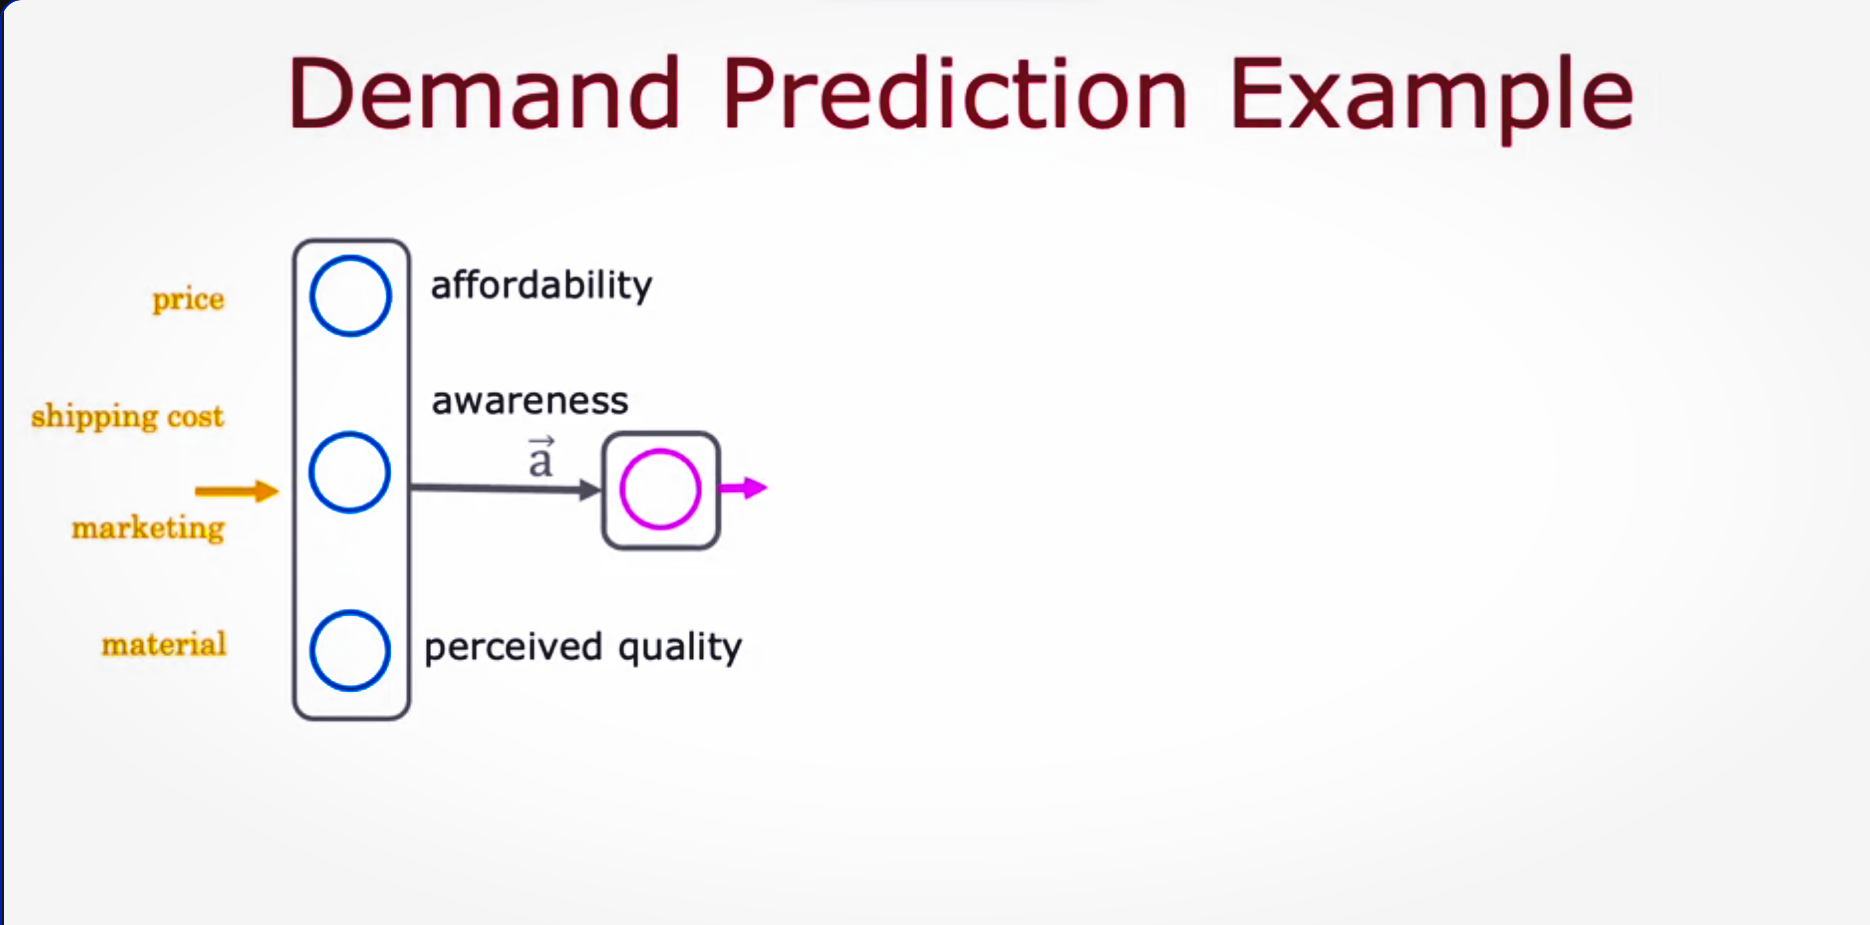 Demand Prediction Example
price
affordability
shipping cost
awareness
a⃗
marketing
material
perceived quality